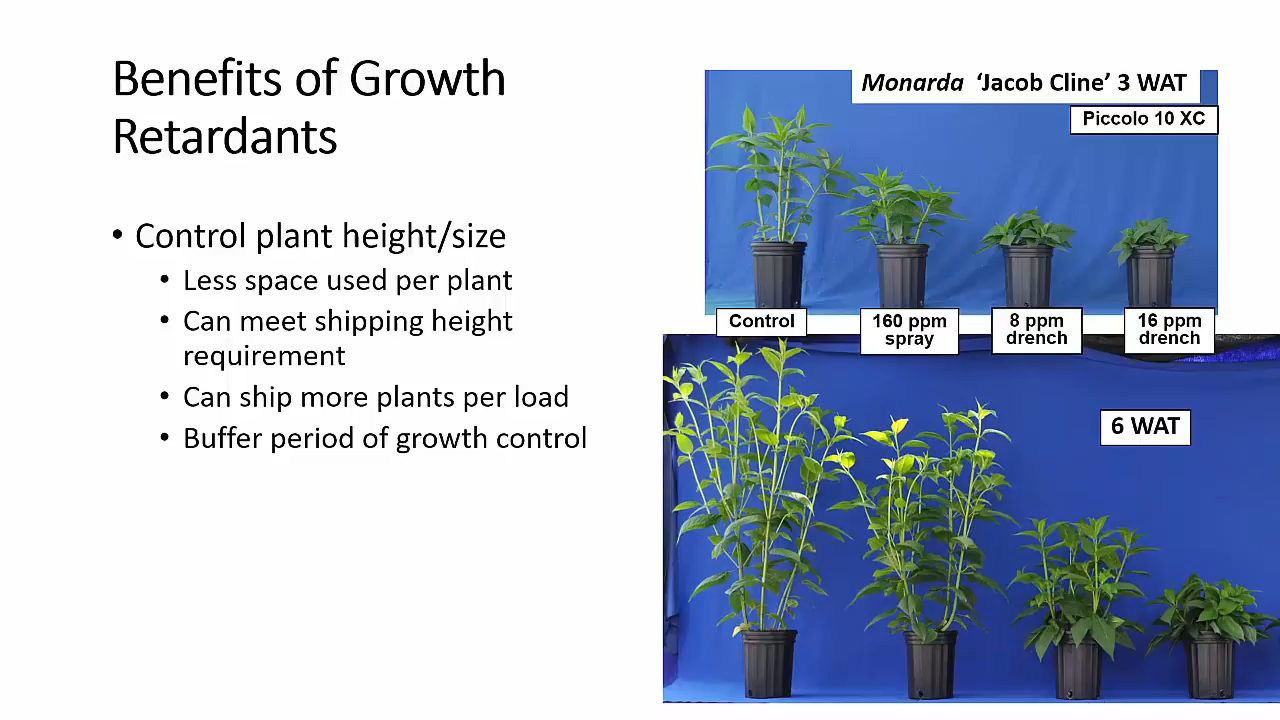 Benefits of Growth
Retardants
• Control plant height/size
• Less space used per plant
• Can meet shipping height
requirement
• Can ship more plants per load
• Buffer period of growth control
Monarda ‘Jacob Cline’ 3 WAT
Piccolo 10 XC
Control
160 ppm
spray
8 ppm
drench
16 ppm
drench
6 WAT